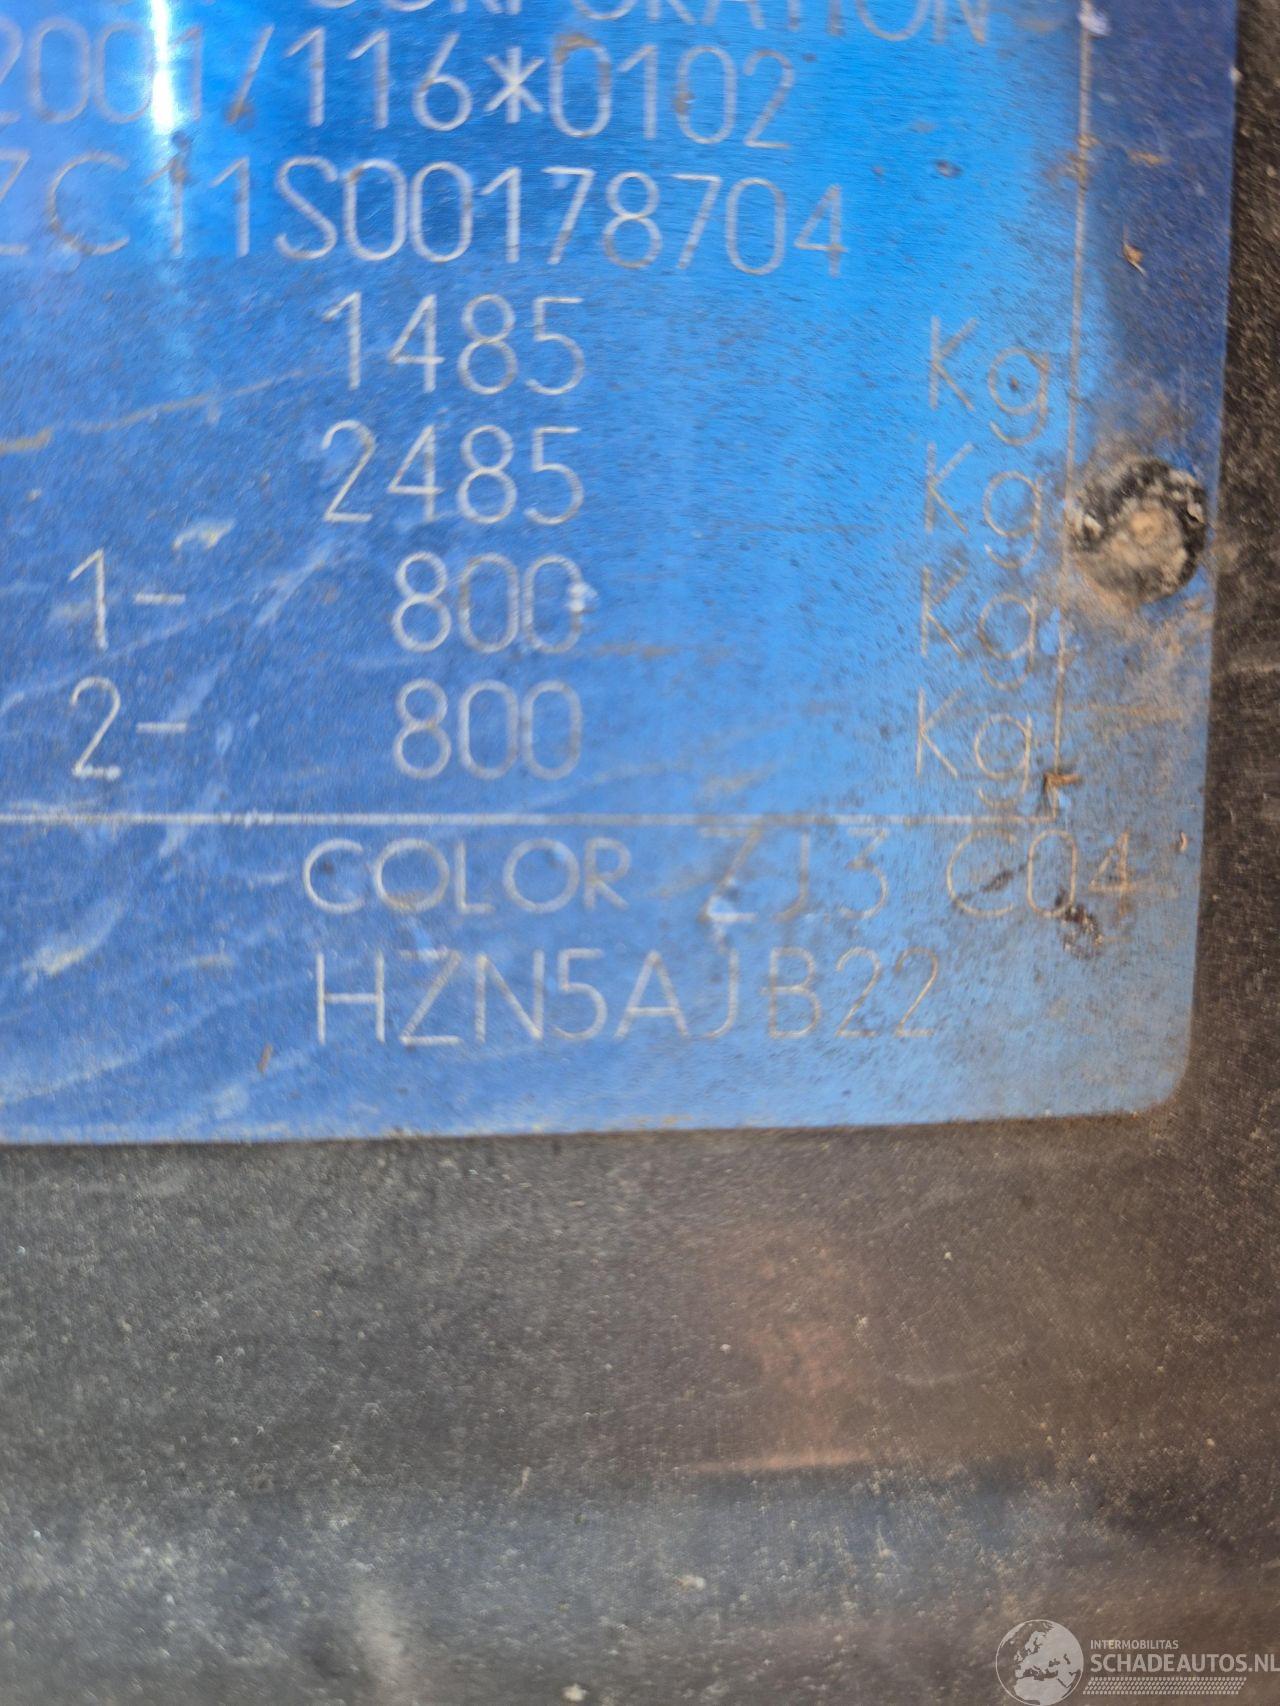 CORPORATION
2001/116*0102
ZC11S00178704
1485 Kg
2485 Kg
1- 800 Kg
2- 800 Kg
COLOR ZJ3 C04
HZN5AJB22
INTERMOBILITAS
SCHADEAUTOS.NL